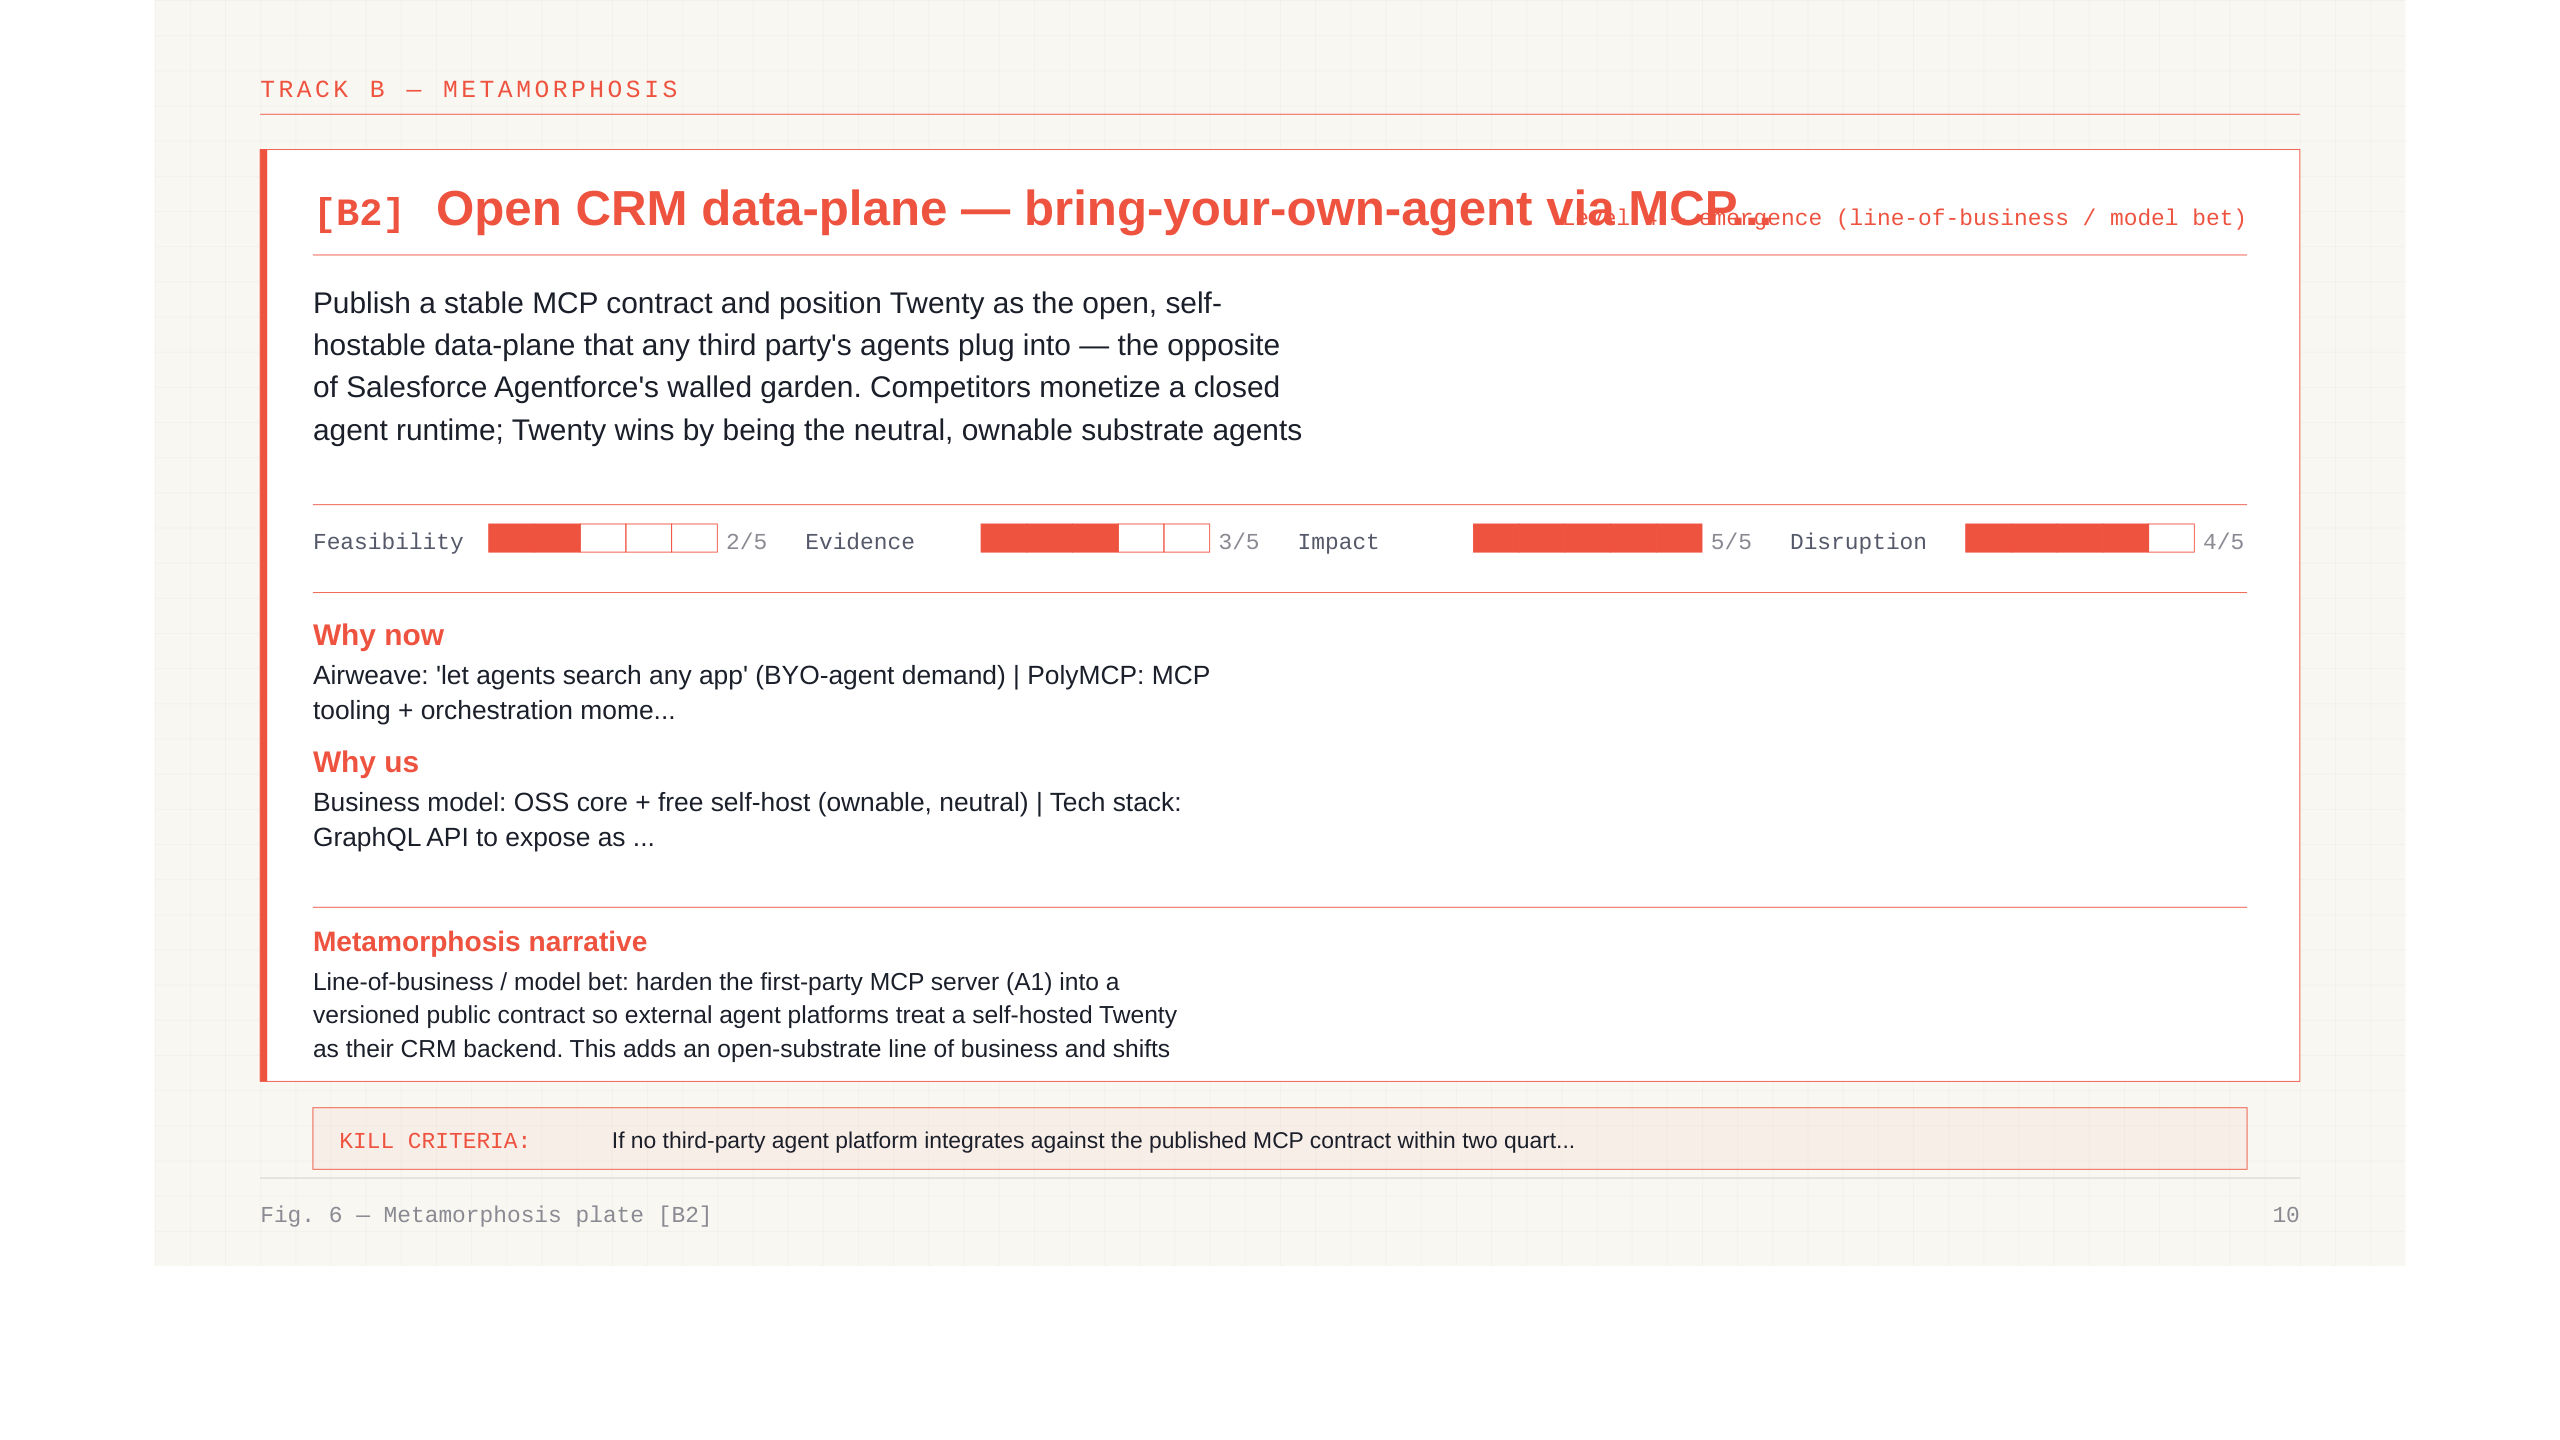 TRACK B — METAMORPHOSIS
[B2] Open CRM data-plane — bring-your-own-agent via MCP...
emergence (line-of-business / model bet)
Publish a stable MCP contract and position Twenty as the open, self-
hostable data-plane that any third party's agents plug into — the opposite
of Salesforce Agentforce's walled garden. Competitors monetize a closed
agent runtime; Twenty wins by being the neutral, ownable substrate agents
Feasibility 2/5 Evidence 3/5 Impact 5/5 Disruption 4/5
Why now
Airweave: 'let agents search any app' (BYO-agent demand) | PolyMCP: MCP
tooling + orchestration mome...
Why us
Business model: OSS core + free self-host (ownable, neutral) | Tech stack:
GraphQL API to expose as ...
Metamorphosis narrative
Line-of-business / model bet: harden the first-party MCP server (A1) into a
versioned public contract so external agent platforms treat a self-hosted Twenty
as their CRM backend. This adds an open-substrate line of business and shifts
KILL CRITERIA: If no third-party agent platform integrates against the published MCP contract within two quart...
Fig. 6 — Metamorphosis plate [B2]
10